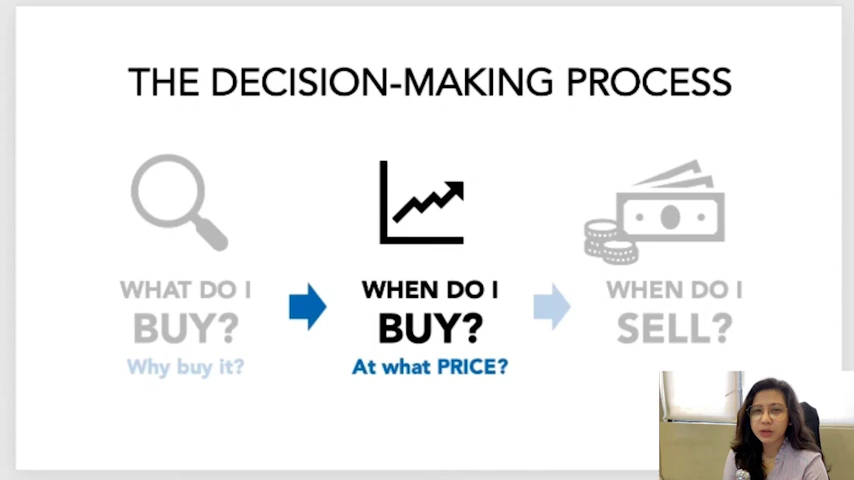 THE DECISION-MAKING PROCESS
WHAT DO I
BUY?
Why buy it?
WHEN DO I
BUY?
At what PRICE?
WHEN DO I
SELL?